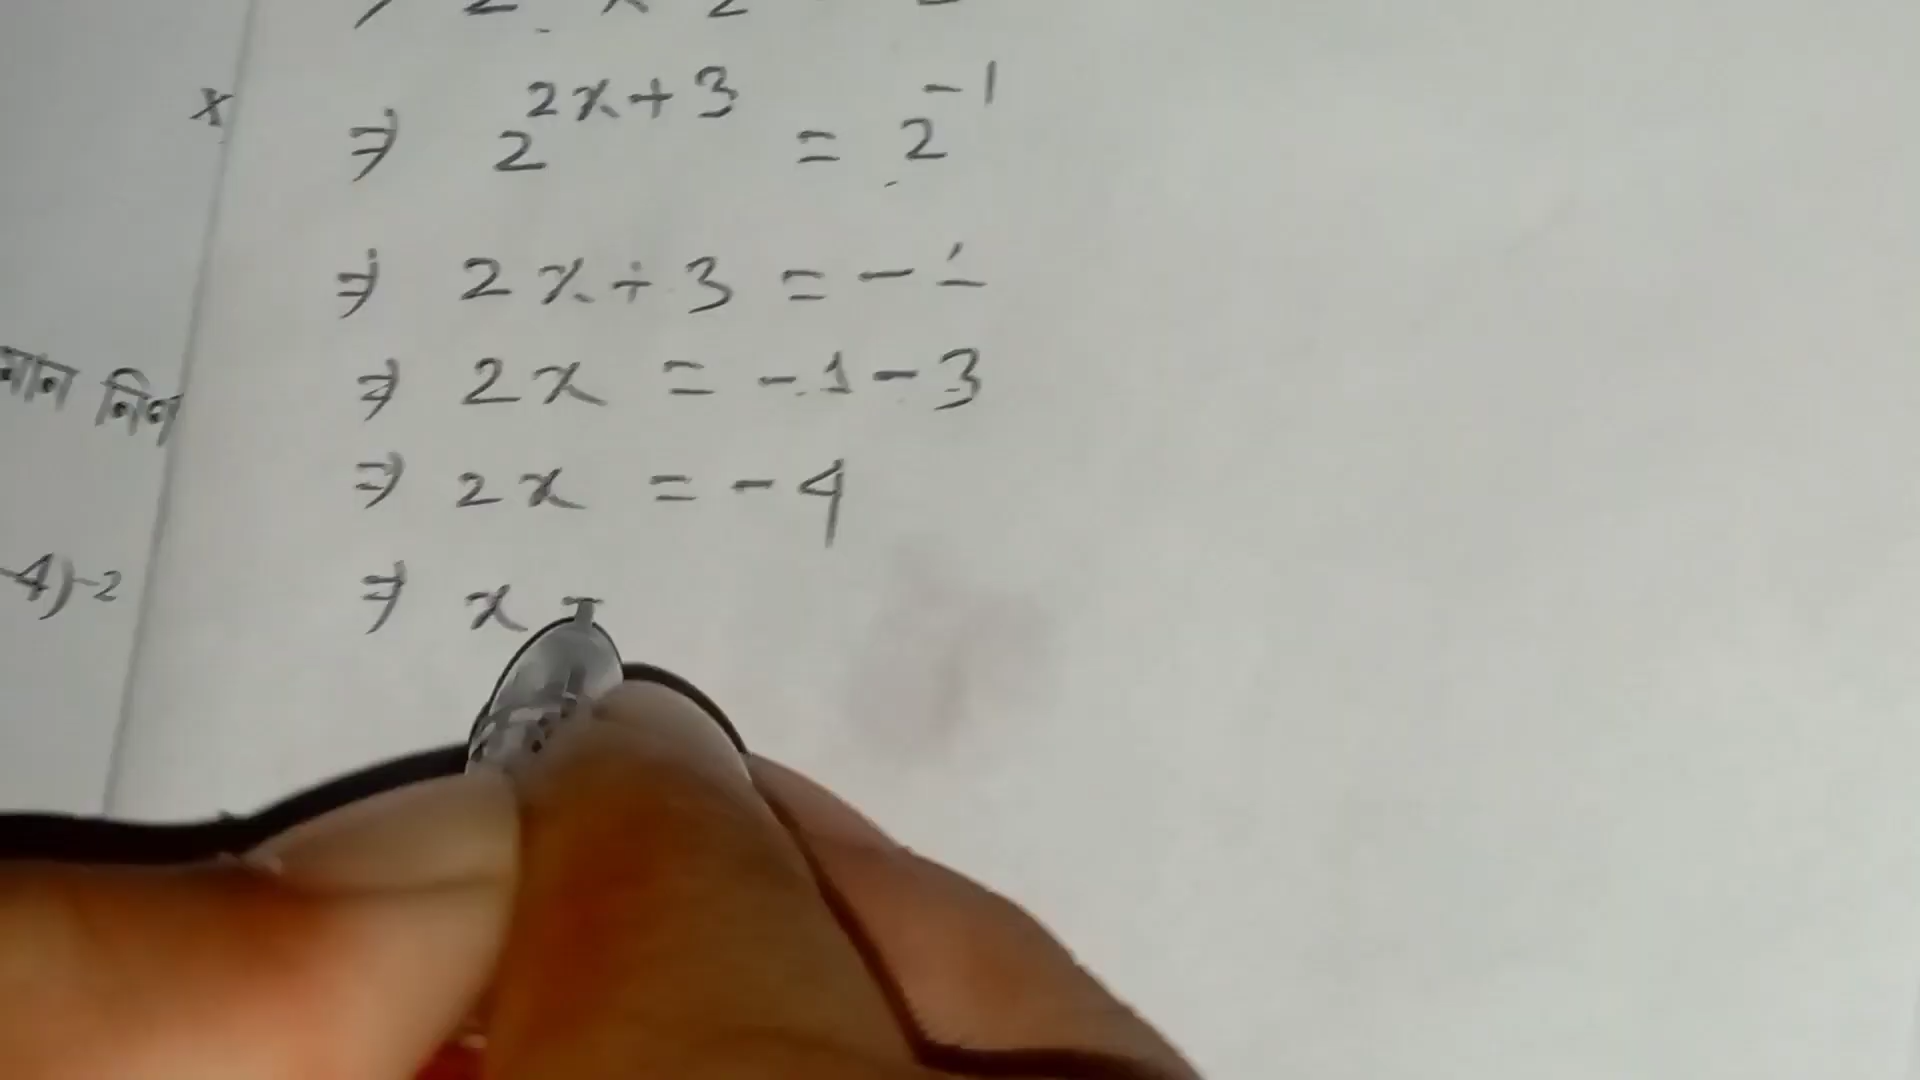 x
⇒ 2^{2x+3} = 2^{-1}
⇒ 2x+3 = -1
⇒ 2x = -1-3
मान
⇒ 2x = -4
-4)-2
⇒ x =